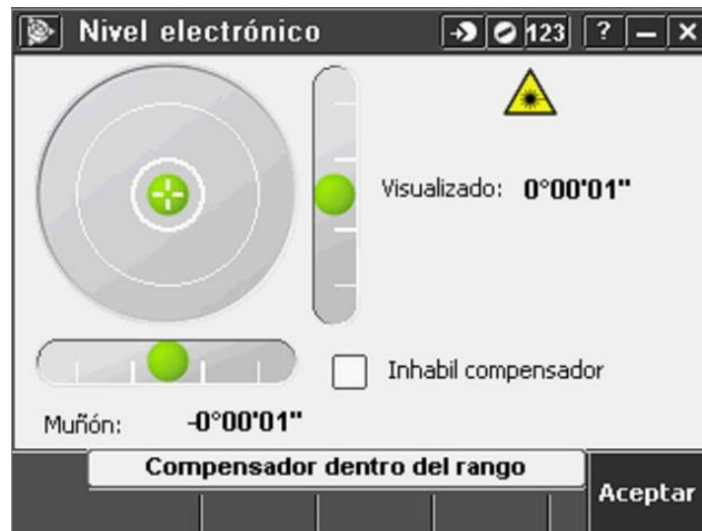 Nivel electrónico
123
?
Visualizado: 0°00'01"
Inhabil compensador
Muñón: -0°00'01"
Compensador dentro del rango
Aceptar